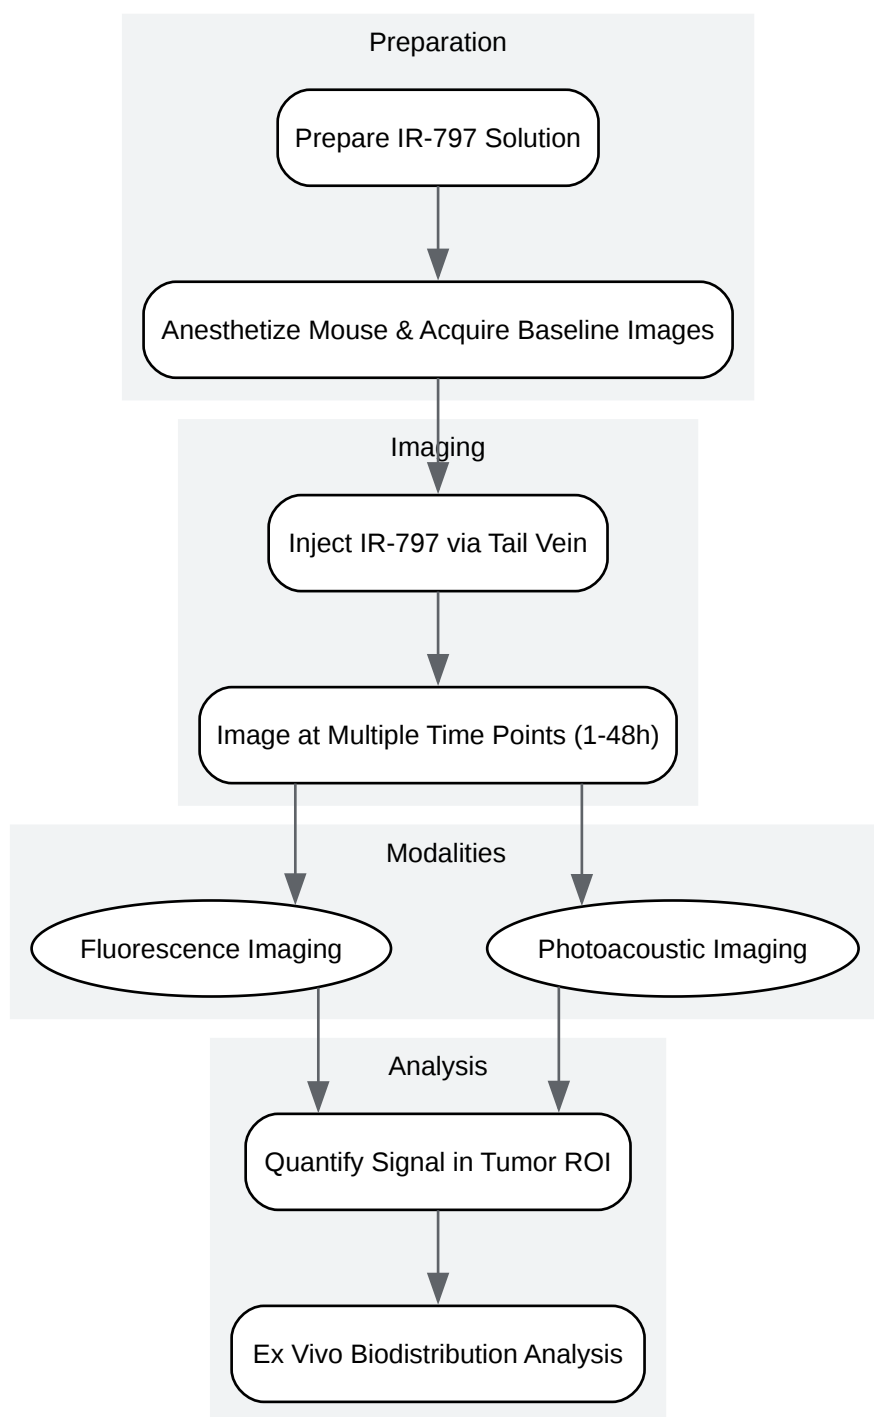 Preparation
Prepare IR-797 Solution
Anesthetize Mouse & Acquire Baseline Images
Imaging
Inject IR-797 via Tail Vein
Image at Multiple Time Points (1-48h)
Modalities
Fluorescence Imaging
Photoacoustic Imaging
Analysis
Quantify Signal in Tumor ROI
Ex Vivo Biodistribution Analysis